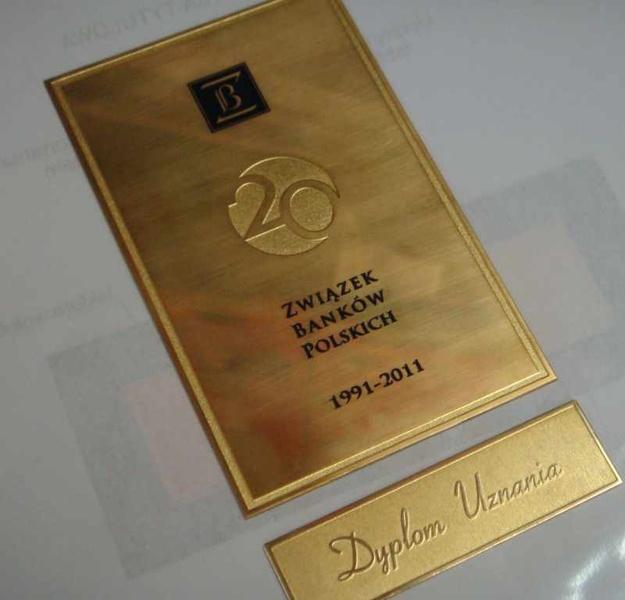 B
20
ZWIĄZEK
BANKÓW
POLSKICH
1991-2011
Dyplom Uznania